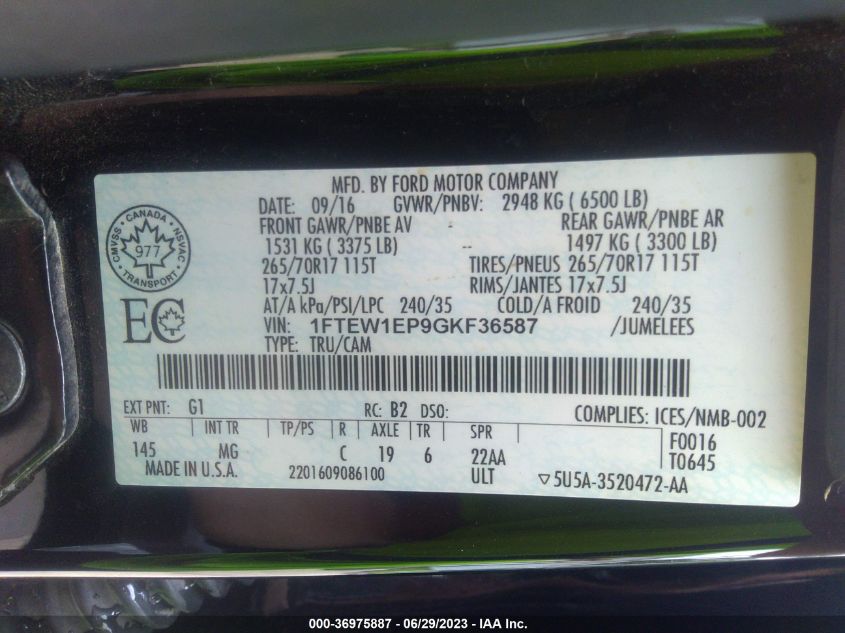 MFD. BY FORD MOTOR COMPANY
DATE: 09/16 GVWR/PNBV: 2948 KG ( 6500 LB)
FRONT GAWR/PNBE AV REAR GAWR/PNBE AR
1531 KG ( 3375 LB) -- 1497 KG ( 3300 LB)
265/70R17 115T TIRES/PNEUS 265/70R17 115T
17x7.5J RIMS/JANTES 17x7.5J
AT/A kPa/PSI/LPC 240/35 COLD/A FROID 240/35
VIN: 1FTEW1EP9GKF36587 /JUMELEES
TYPE: TRU/CAM
CANADA
CMVSS
NSVAC
977
TRANSPORT
EC
EXT PNT: G1 RC: B2 DSO: COMPLIES: ICES/NMB-002
WB INT TR TP/PS R AXLE TR SPR F0016
145 MG C 19 6 22AA T0645
MADE IN U.S.A. 2201609086100 ULT ▽5U5A-3520472-AA
000-36975887 - 06/29/2023 - IAA Inc.